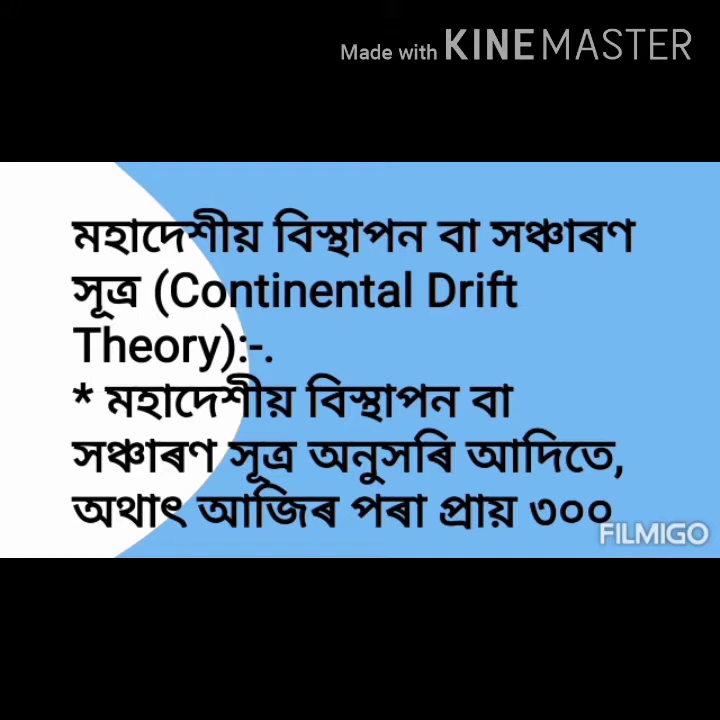 Made with KINEMASTER
মহাদেশীয় বিস্থাপন বা সঞ্চাৰণ
সূত্ৰ (Continental Drift
Theory):-.
* মহাদেশীয় বিস্থাপন বা
সঞ্চাৰণ সূত্ৰ অনুসৰি আদিতে,
অথাৎ আজিৰ পৰা প্ৰায় ৩০০
FILMIGO